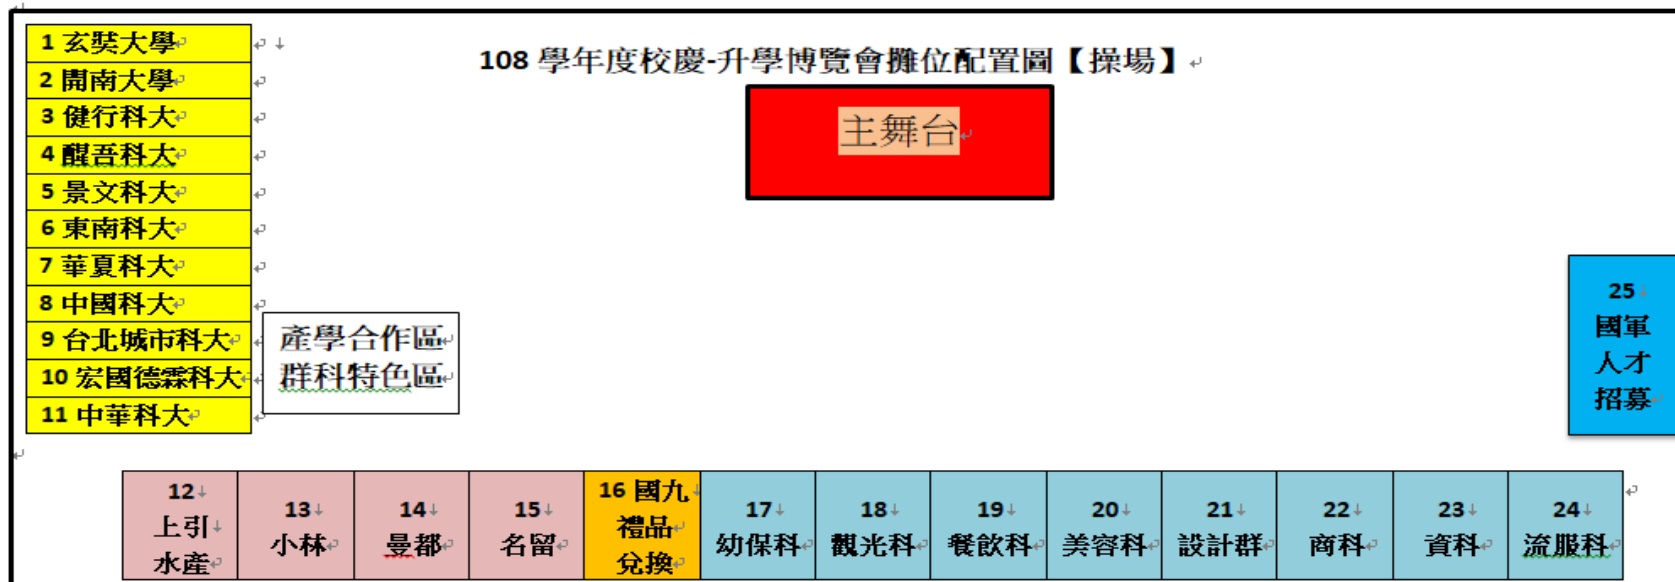 108 學年度校慶-升學博覽會攤位配置圖【操場】
主舞台
1 玄奘大學
2 開南大學
3 健行科大
4 醒吾科大
5 景文科大
6 東南科大
7 華夏科大
8 中國科大
9 台北城市科大
10 宏國德霖科大
11 中華科大
產學合作區
群科特色區
25
國軍
人才
招募
12
上引
水產
13
小林
14
曼都
15
名留
16 國九
禮品
兌換
17
幼保科
18
觀光科
19
餐飲科
20
美容科
21
設計群
22
商科
23
資科
24
流服科